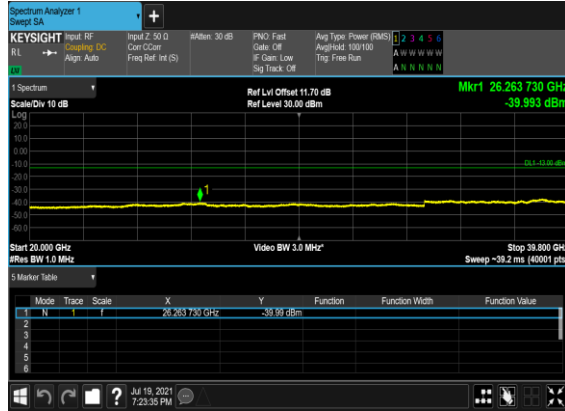 Spectrum Analyzer 1
Swept SA
+
KEYSIGHT Input: RF Input Z: 50 Ω #Atten: 30 dB PNO: Fast Avg Type: Power (RMS) 1 2 3 4 5 6
RL Coupling: DC Corr CCorr Gate: Off Avg|Hold: 100/100 A W W W W W
Align: Auto Freq Ref: Int (S) IF Gain: Low Trig: Free Run
LV Sig Track: Off A N N N N N
1 Spectrum Ref Lvl Offset 11.70 dB Mkr1 26.263 730 GHz
Scale/Div 10 dB Ref Level 30.00 dBm -39.993 dBm
Log
20.0
10.0
0.00
-10.0
DL1 -13.00 dBm
-20.0
-30.0
1
-40.0
-50.0
-60.0
Start 20.000 GHz Video BW 3.0 MHz* Stop 39.800 GHz
#Res BW 1.0 MHz Sweep ~39.2 ms (40001 pts)
5 Marker Table
Mode Trace Scale X Y Function Function Width Function Value
1 N 1 f 26.263 730 GHz -39.99 dBm
2
3
4
5
6
? Jul 19, 2021
7:23:35 PM